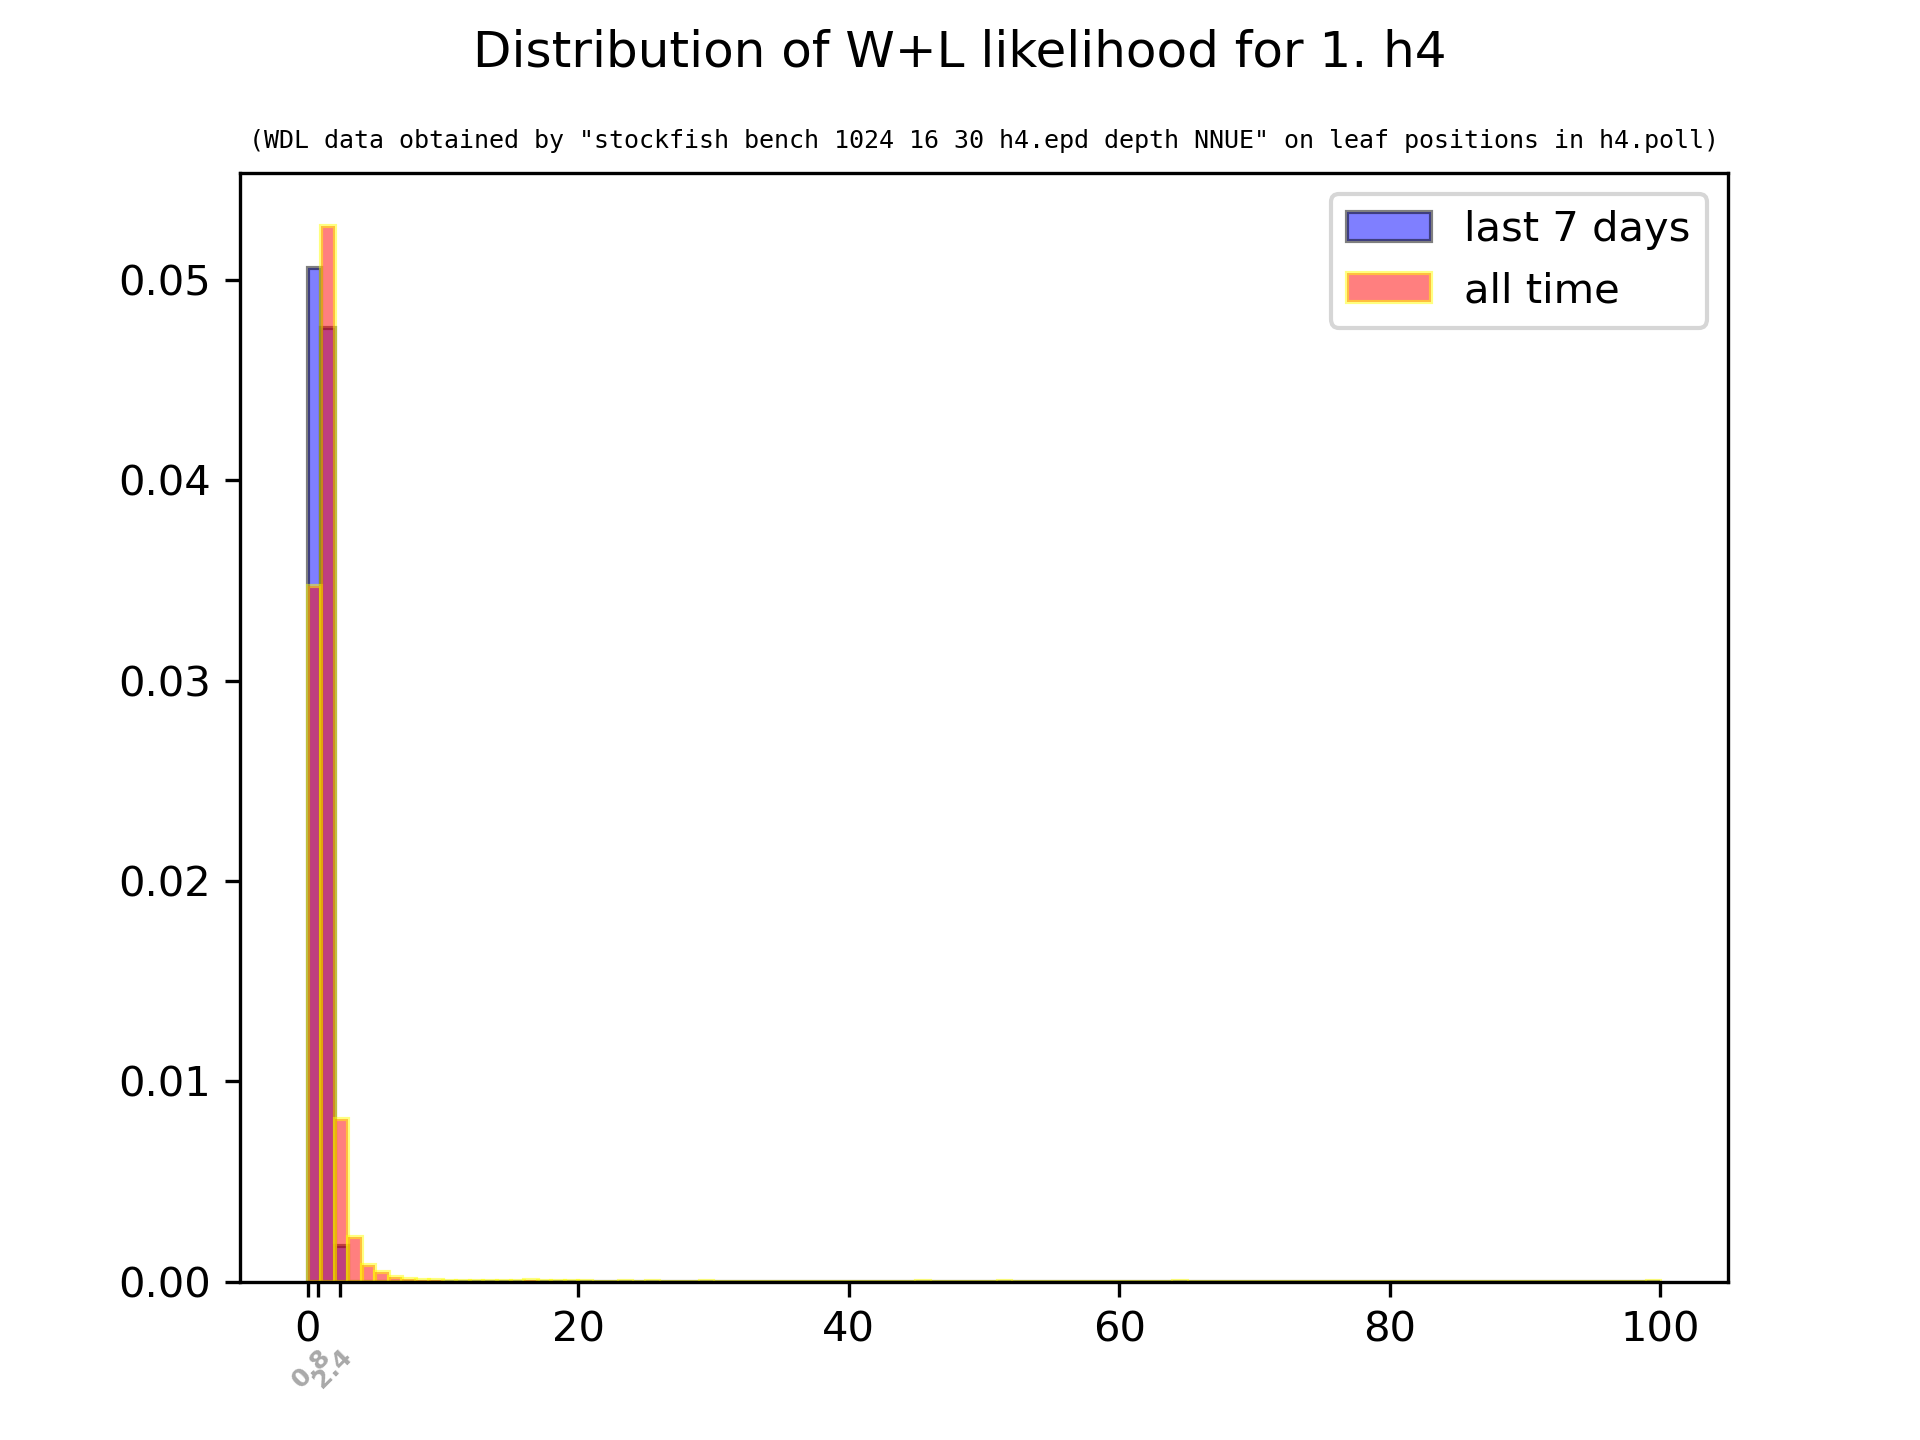 Distribution of W+L likelihood for 1. h4
(WDL data obtained by "stockfish bench 1024 16 30 h4.epd depth NNUE" on leaf positions in h4.poll)
last 7 days
all time
0.05
0.04
0.03
0.02
0.01
0.00
0 20 40 60 80 100
0.8 2.4